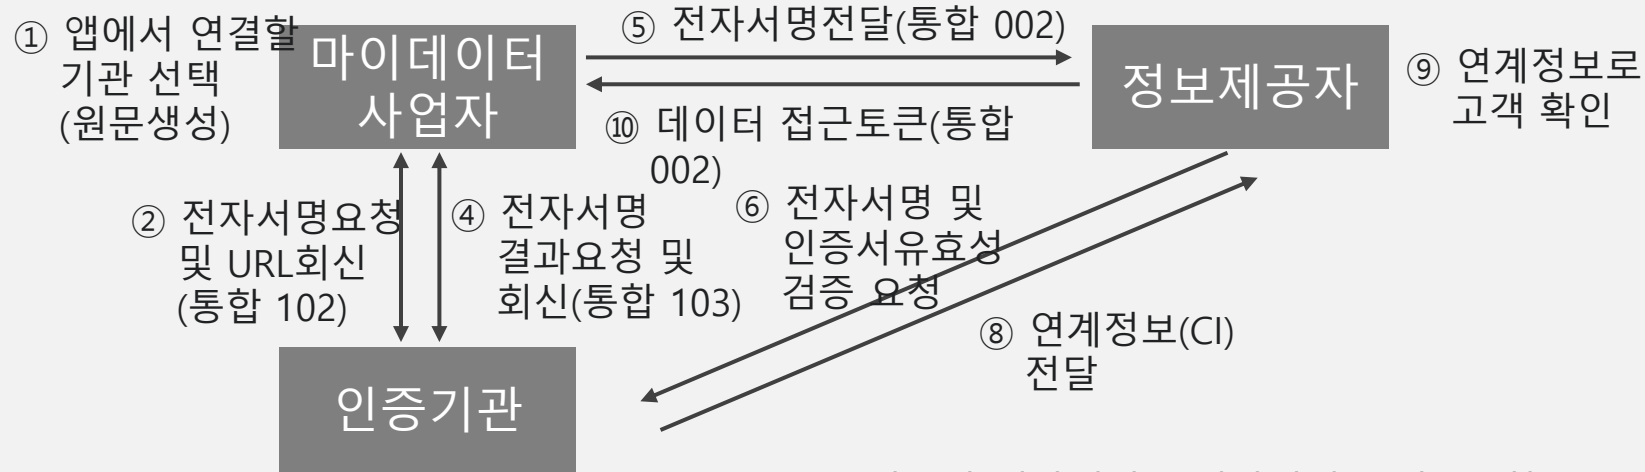 ① 앱에서 연결할
기관 선택
(원문생성)
마이데이터
사업자
⑤ 전자서명전달(통합 002)
⑩ 데이터 접근토큰(통합
002)
정보제공자
⑨ 연계정보로
고객 확인
② 전자서명요청
및 URL회신
(통합 102)
④ 전자서명
결과요청 및
회신(통합 103)
⑥ 전자서명 및
인증서유효성
검증 요청
⑧ 연계정보(CI)
전달
인증기관